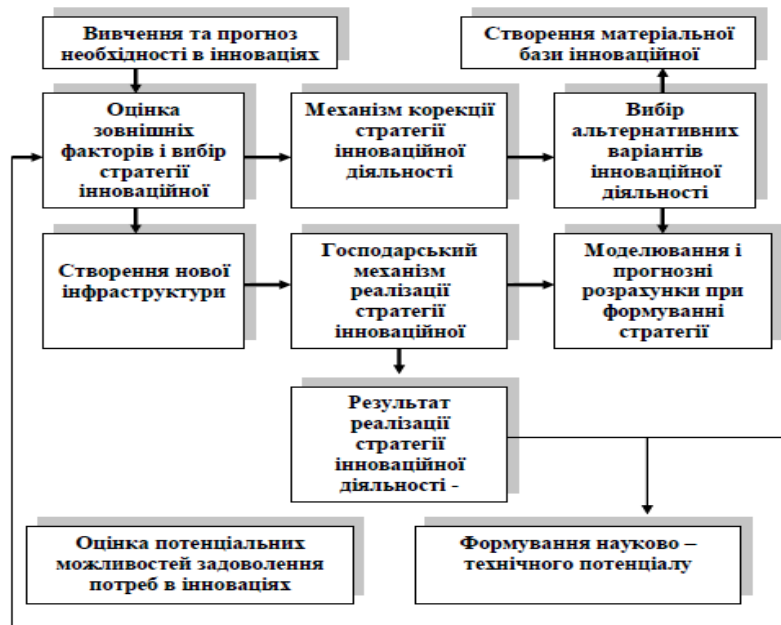 Вивчення та прогноз
необхідності в інноваціях
Створення матеріальної
бази інноваційної
Оцінка
зовнішніх
факторів і вибір
стратегії
інноваційної
Механізм корекції
стратегії
інноваційної
діяльності
Вибір
альтернативних
варіантів
інноваційної
діяльності
Створення нової
інфраструктури
Господарський
механізм
реалізації
стратегії
інноваційної
Моделювання і
прогнозні
розрахунки при
формуванні
стратегії
Результат
реалізації
стратегії
інноваційної
діяльності -
Оцінка потенціальних
можливостей задоволення
потреб в інноваціях
Формування науково –
технічного потенціалу